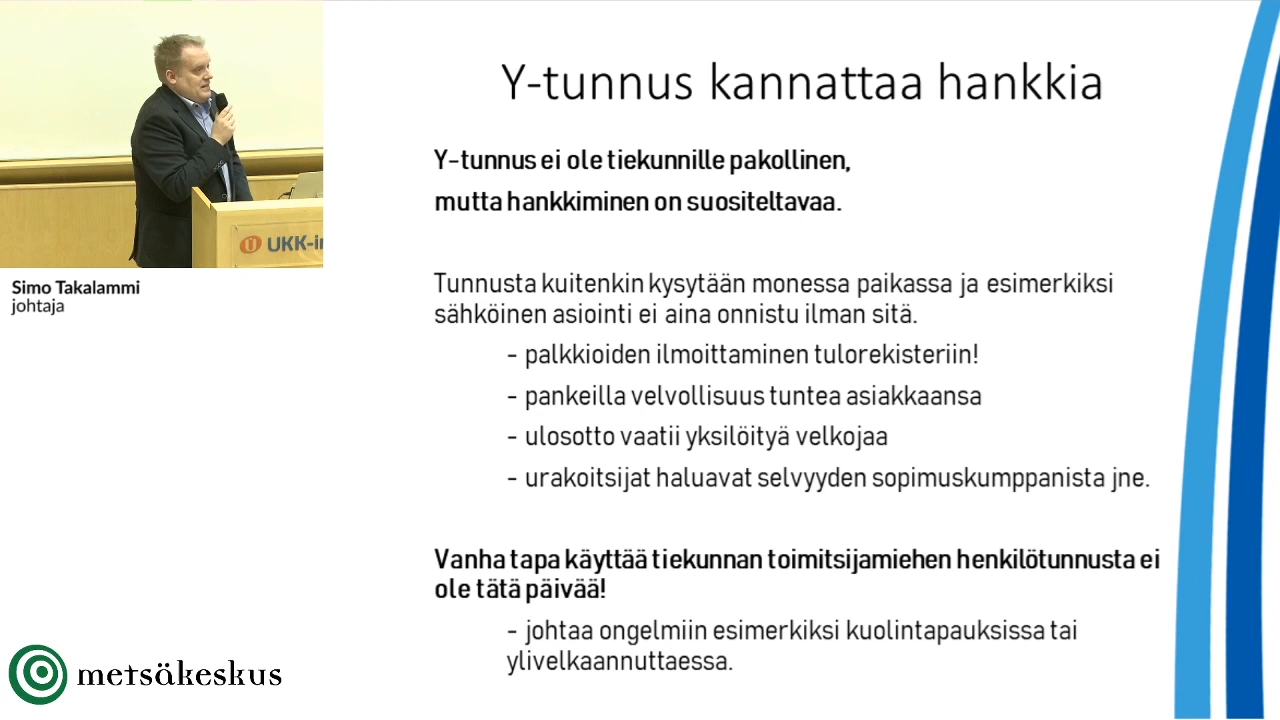 Y-tunnus kannattaa hankkia
Y-tunnus ei ole tiekunnille pakollinen,
mutta hankkiminen on suositeltavaa.
Tunnusta kuitenkin kysytään monessa paikassa ja esimerkiksi
sähköinen asiointi ei aina onnistu ilman sitä.
- palkkioiden ilmoittaminen tulorekisteriin!
- pankeilla velvollisuus tuntea asiakkaansa
- ulosotto vaatii yksilöityä velkojaa
- urakoitsijat haluavat selvyyden sopimuskumppanista jne.
Vanha tapa käyttää tiekunnan toimitsijamiehen henkilötunnusta ei
ole tätä päivää!
- johtaa ongelmiin esimerkiksi kuolintapauksissa tai
ylivelkaannuttaessa.
UKK-in
Simo Takalammi
johtaja
metsäkeskus